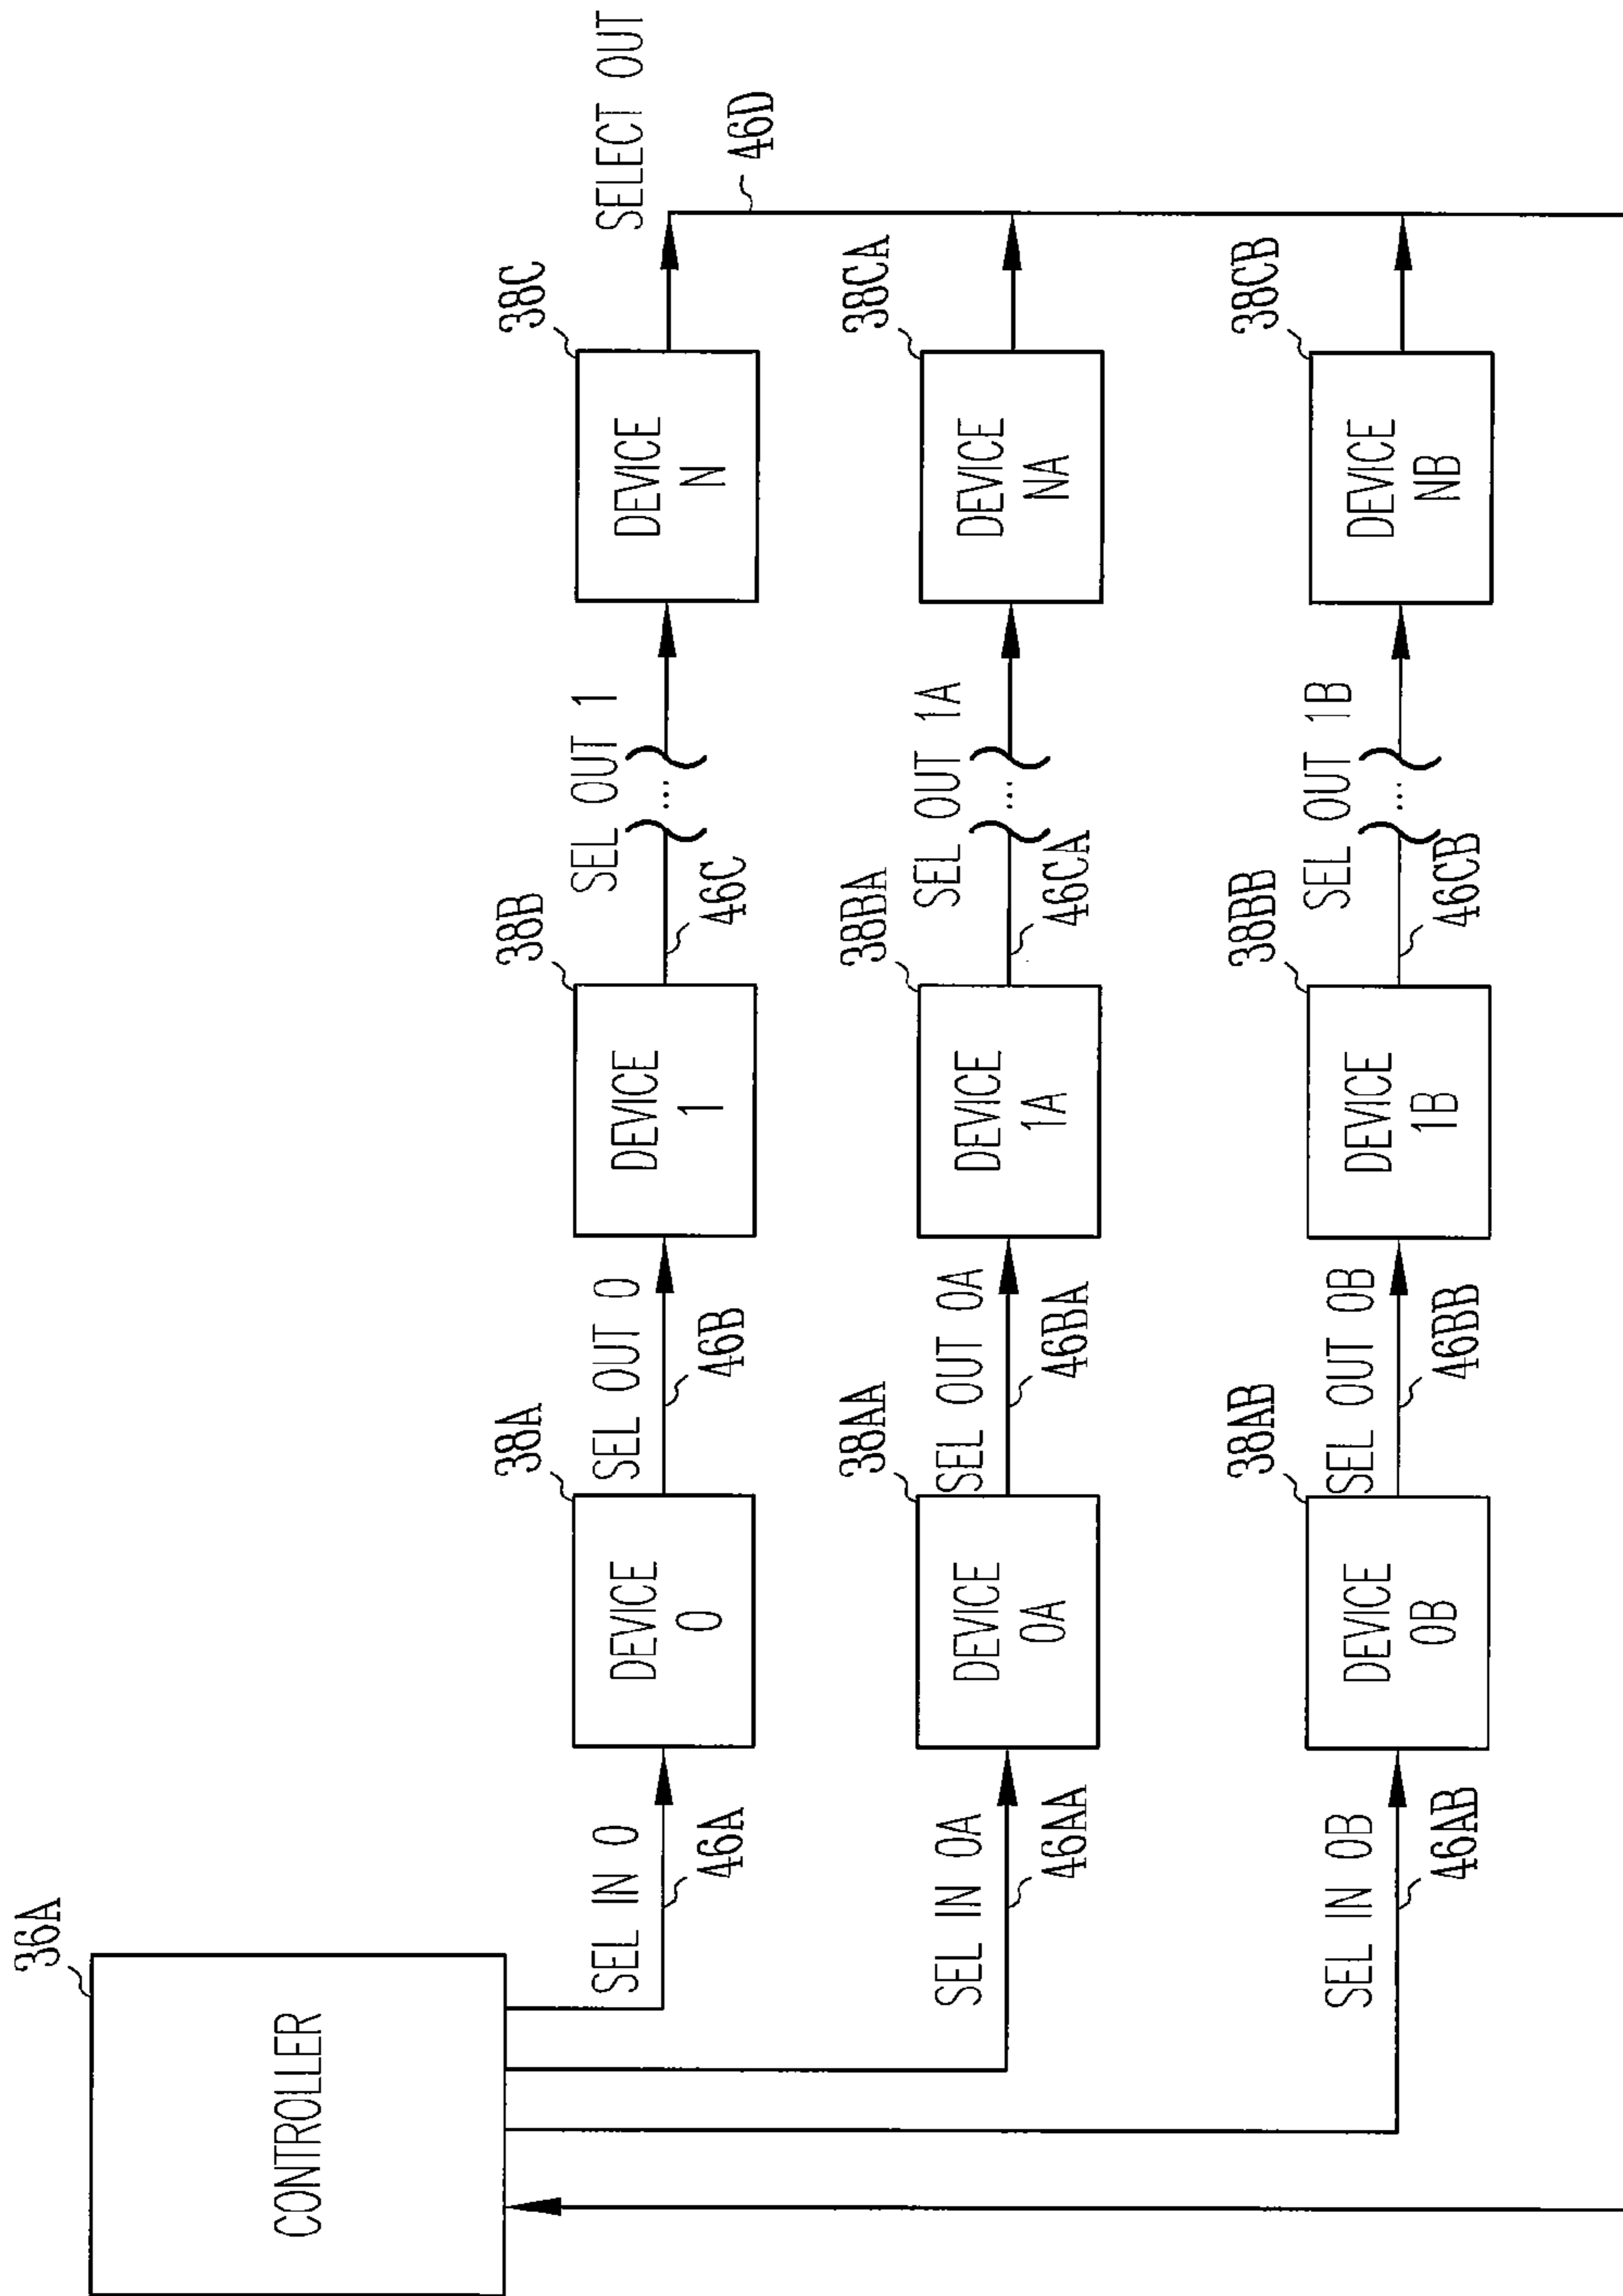 36A
CONTROLLER
SELECT OUT
38A
38B
38C
DEVICE
0
DEVICE
1
DEVICE
N
SEL IN 0
46A
SEL OUT 0
46B
SEL OUT 1
...
46C
46D
38AA
38BA
38CA
DEVICE
0A
DEVICE
1A
DEVICE
NA
SEL IN 0A
46AA
SEL OUT 0A
46BA
SEL OUT 1A
...
46CA
38AB
38BB
38CB
DEVICE
0B
DEVICE
1B
DEVICE
NB
SEL IN 0B
46AB
SEL OUT 0B
46BB
SEL OUT 1B
...
46CB